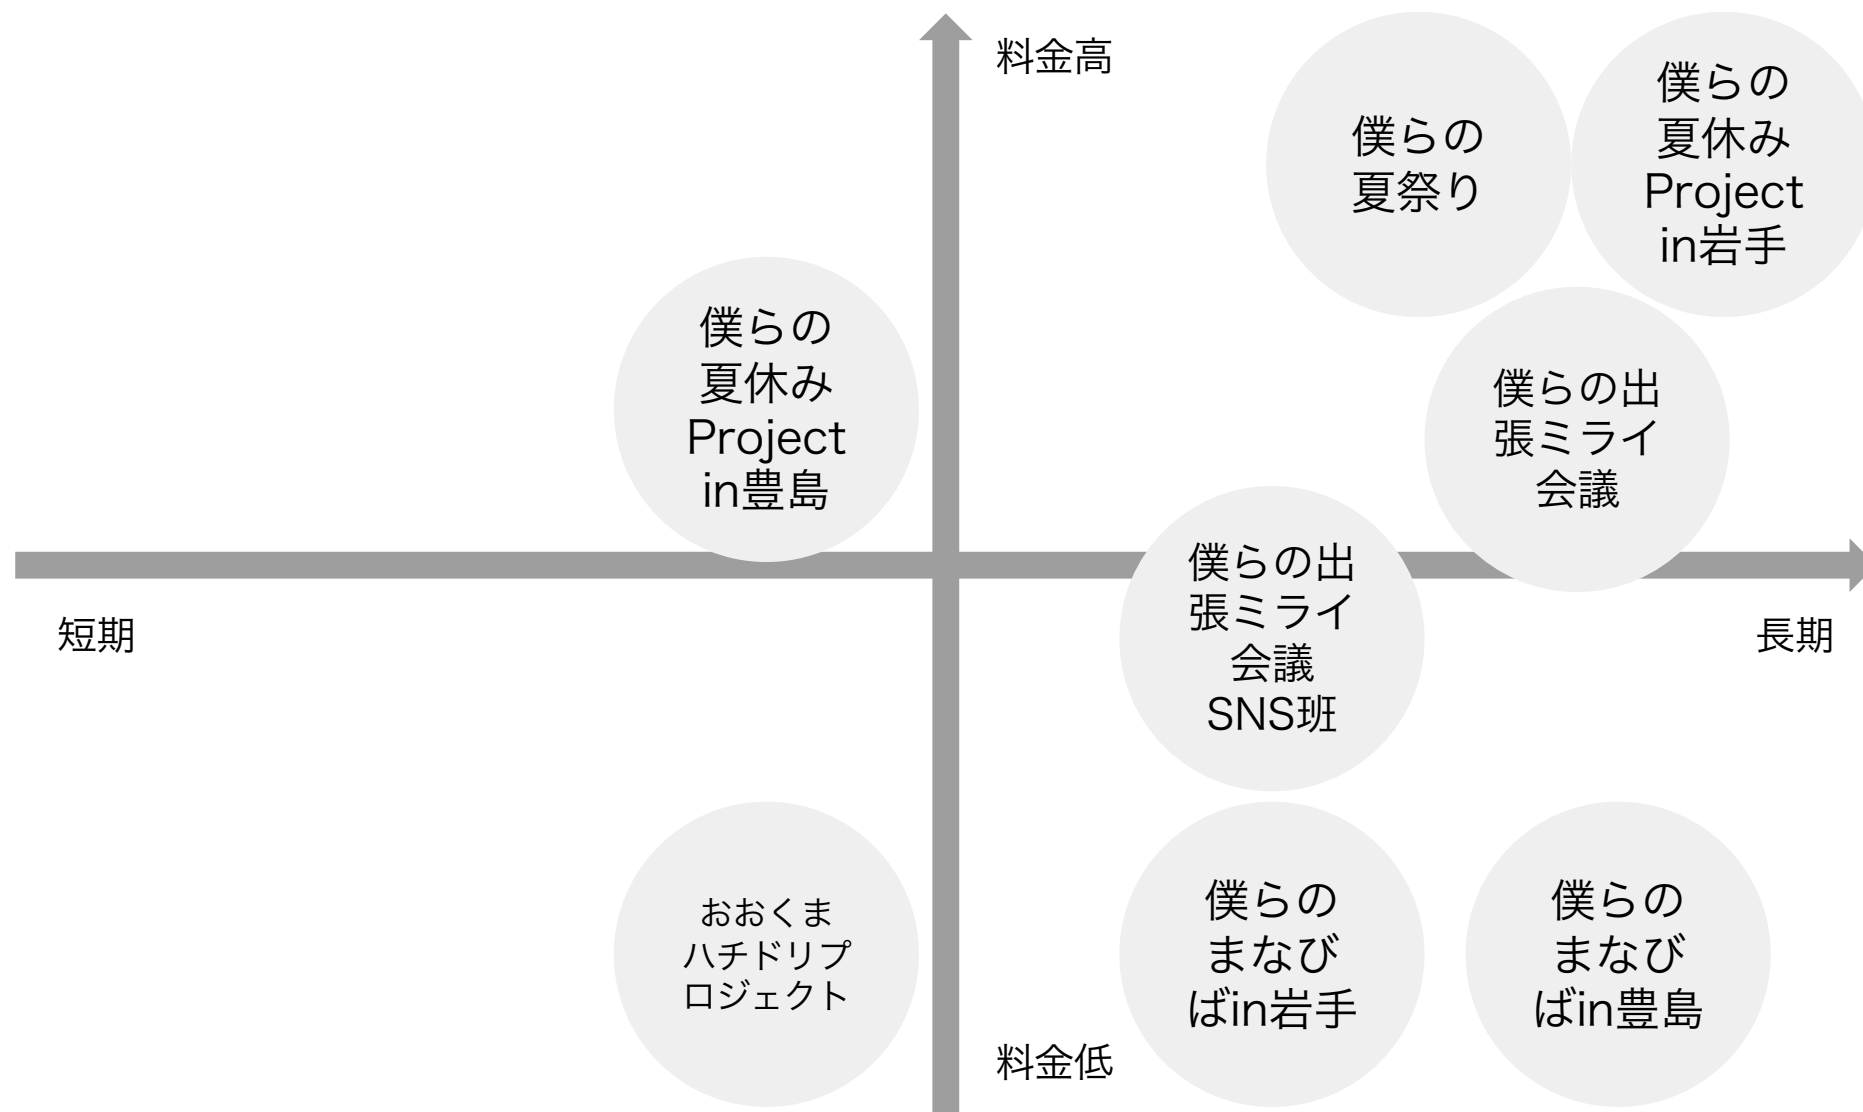 料金高
僕らの
夏祭り
僕らの
夏休み
Project
in岩手
僕らの
夏休み
Project
in豊島
僕らの出
張ミライ
会議
僕らの出
張ミライ
会議
SNS班
短期
長期
おおくま
ハチドリプ
ロジェクト
僕らの
まなび
ばin岩手
僕らの
まなび
ばin豊島
料金低